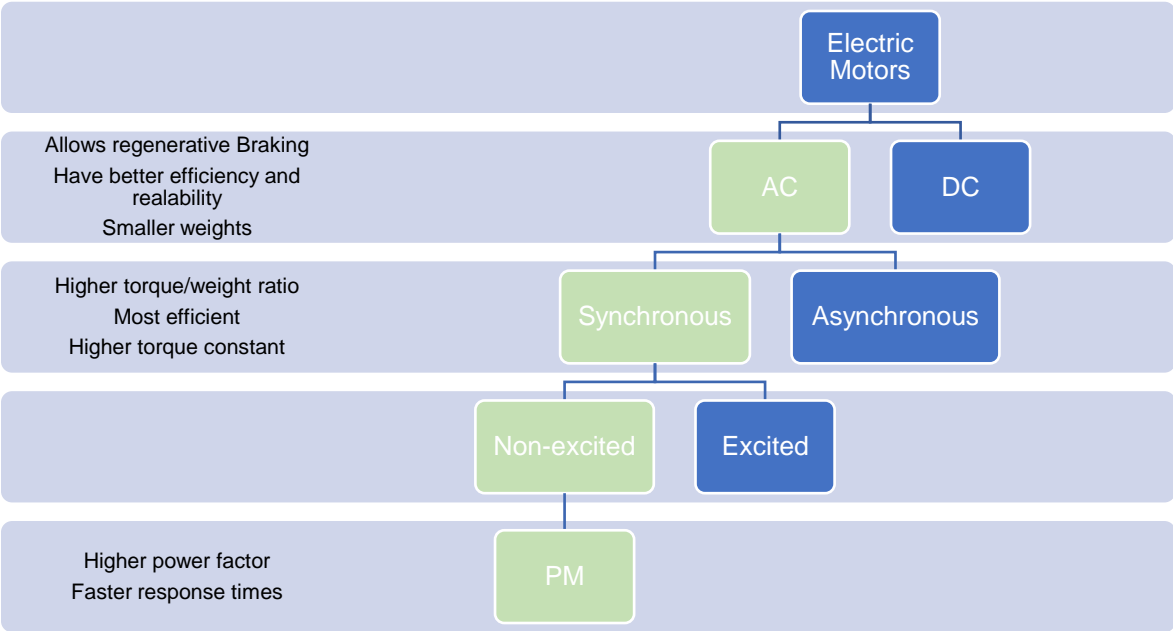 Electric
Motors
Allows regenerative Braking
Have better efficiency and
realability
Smaller weights
AC
DC
Higher torque/weight ratio
Most efficient
Higher torque constant
Synchronous
Asynchronous
Non-excited
Excited
Higher power factor
Faster response times
PM